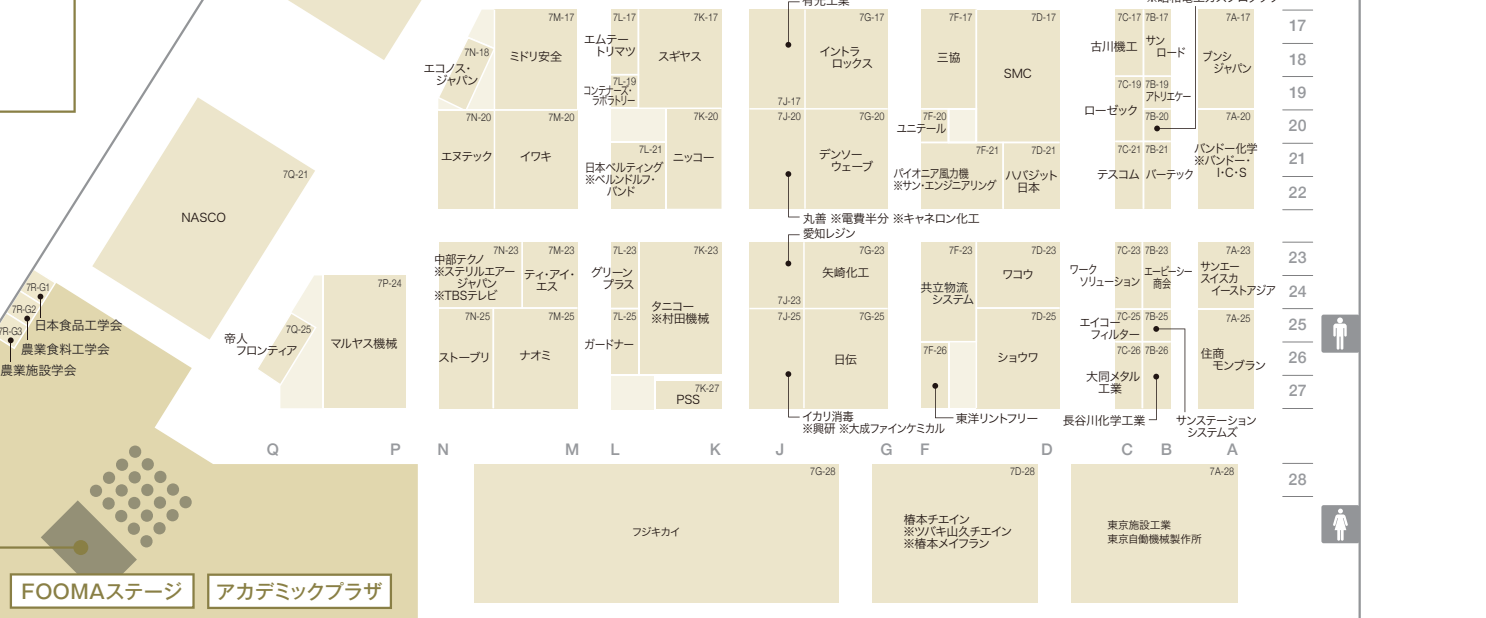 有光工業
7M-17
7L-17
7K-17
7G-17
7F-17
7D-17
7C-17
7B-17
7A-17
17
7N-18
エコノス・
ジャパン
ミドリ安全
エムテー
トリマツ
スギヤス
イントラ
ロックス
三協
SMC
古川機工
サン
ロード
ブンシ
ジャパン
18
7L-19
コンテナーズ・
ラボラトリー
7J-17
7C-19
ローゼック
7B-19
アトリエケー
19
7N-20
エヌテック
7M-20
イワキ
7K-20
ニッコー
7J-20
7G-20
デンソー
ウェーブ
7F-20
ユニテール
7B-20
7A-20
バンドー化学
※バンドー・
I・C・S
20
7Q-21
NASCO
7L-21
日本ベルティング
※ベルンドルフ・
バンド
7F-21
パイオニア風力機
※サン・エンジニアリング
7D-21
ハバジット
日本
7C-21
テスコム
7B-21
バーテック
21
22
丸善 ※電費半分 ※キャネロン化工
愛知レジン
7N-23
中部テクノ
※ステリルエアー
ジャパン
※TBSテレビ
7M-23
ティ・アイ・
エス
7L-23
グリーン
プラス
7K-23
タニコー
※村田機械
7J-23
7G-23
矢崎化工
7F-23
共立物流
システム
7D-23
ワコウ
7C-23
ワーク
ソリューション
7B-23
エービーシー
商会
7A-23
サンエー
スイスカ
イーストアジア
23
24
7R-G1
日本食品工学会
7R-G2
農業食料工学会
7R-G3
農業施設学会
7P-24
マルヤス機械
7Q-25
帝人
フロンティア
7N-25
ストーブリ
7M-25
ナオミ
7L-25
ガードナー
7J-25
7G-25
日伝
7D-25
ショウワ
7C-25
エイコー
フィルター
7B-25
7A-25
住商
モンブラン
25
7F-26
7C-26
大同メタル
工業
7B-26
26
7K-27
PSS
27
イカリ消毒
※興研 ※大成ファインケミカル
東洋リントフリー
長谷川化学工業
サンステーション
システムズ
Q
P
N
M
L
K
J
G
F
D
C
B
A
7G-28
フジキカイ
7D-28
椿本チエイン
※ツバキ山久チエイン
※椿本メイフラン
7A-28
東京施設工業
東京自働機械製作所
28
FOOMAステージ
アカデミックプラザ